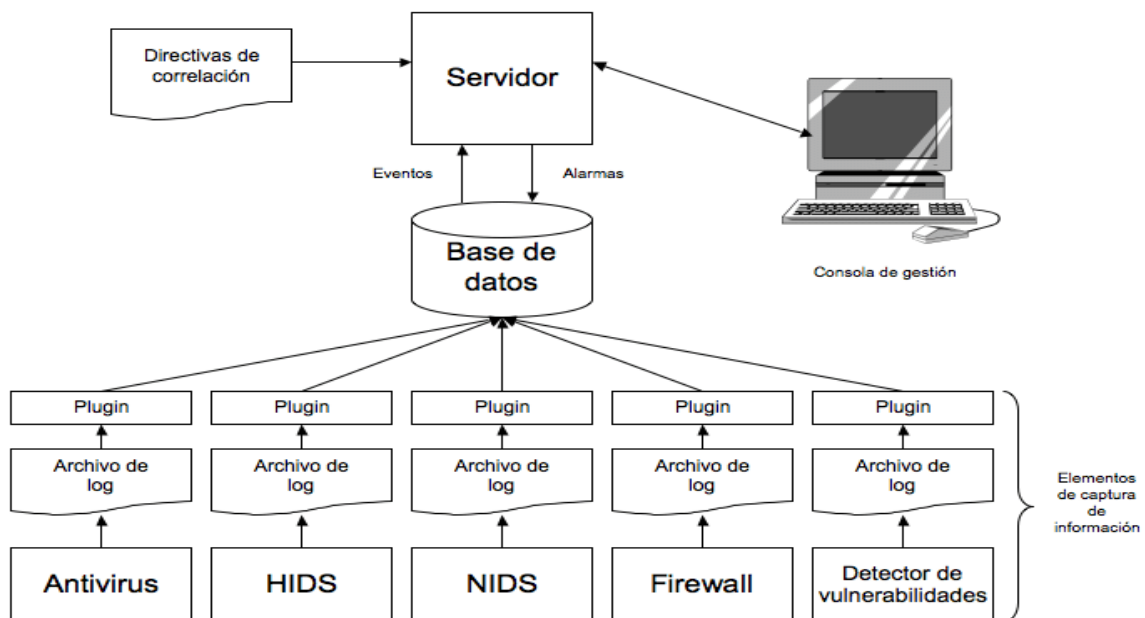 Directivas de
correlación
Servidor
Eventos
Alarmas
Base de
datos
Consola de gestión
Plugin
Plugin
Plugin
Plugin
Plugin
Archivo de
log
Archivo de
log
Archivo de
log
Archivo de
log
Archivo de
log
Elementos
de captura
de
información
Antivirus
HIDS
NIDS
Firewall
Detector de
vulnerabilidades